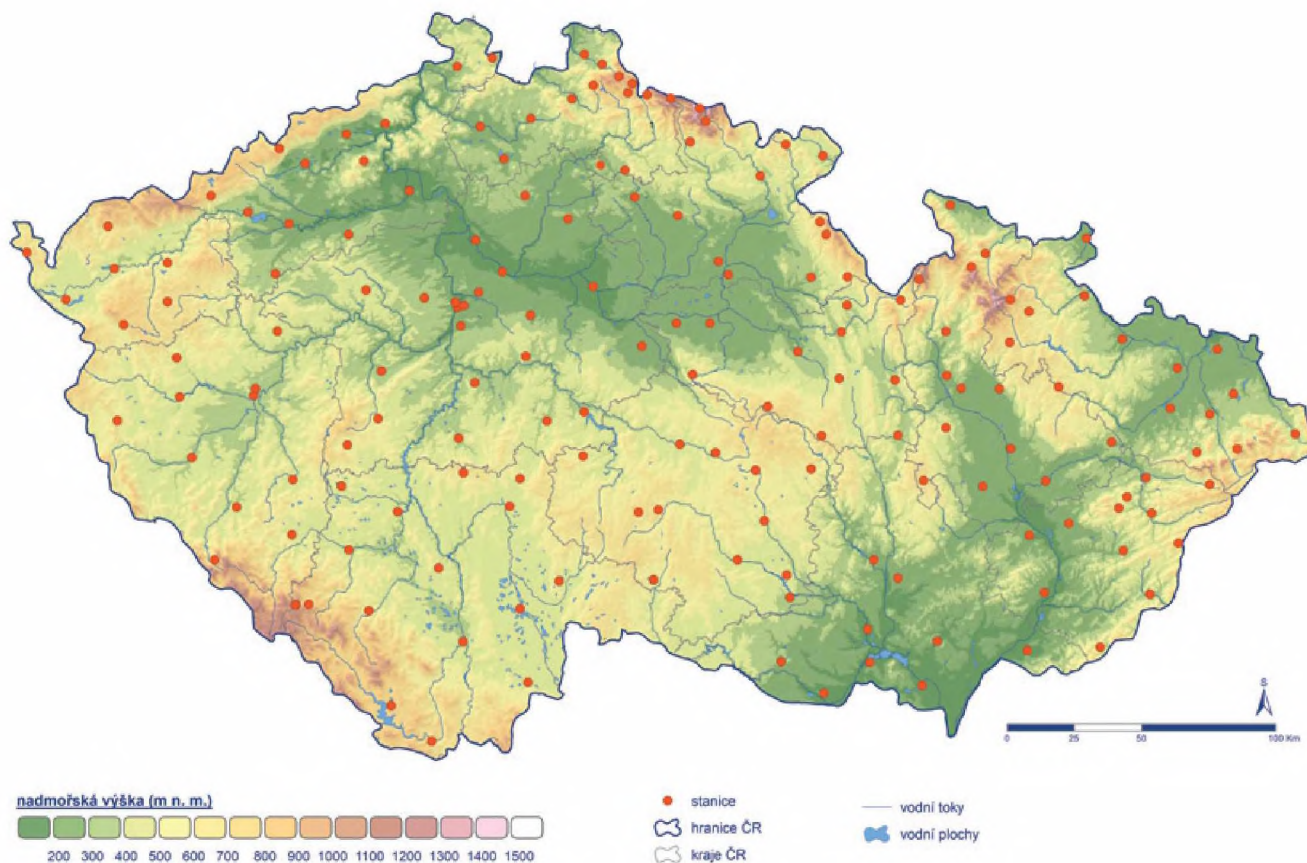 S
0 25 50 100 Km
nadmořská výška (m n. m.)
200 300 400 500 600 700 800 900 1000 1100 1200 1300 1400 1500
stanice
hranice ČR
kraje ČR
vodní toky
vodní plochy